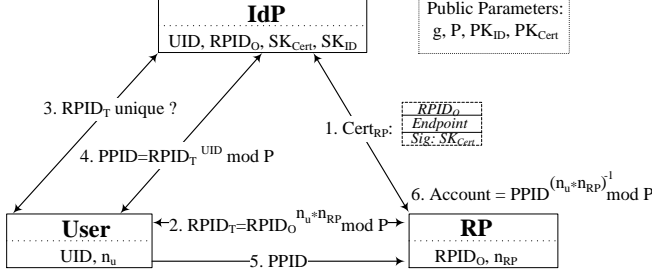 IdP
UID, RPID_O, SK_Cert, SK_ID
Public Parameters:
g, P, PK_ID, PK_Cert
3. RPID_T unique ?
1. Cert_RP:
RPID_O
Endpoint
Sig: SK_Cert
4. PPID=RPID_T^UID mod P
6. Account = PPID^(n_u*n_RP)^-1 mod P
User
UID, n_u
2. RPID_T=RPID_O^n_u*n_RP mod P
RP
RPID_O, n_RP
5. PPID